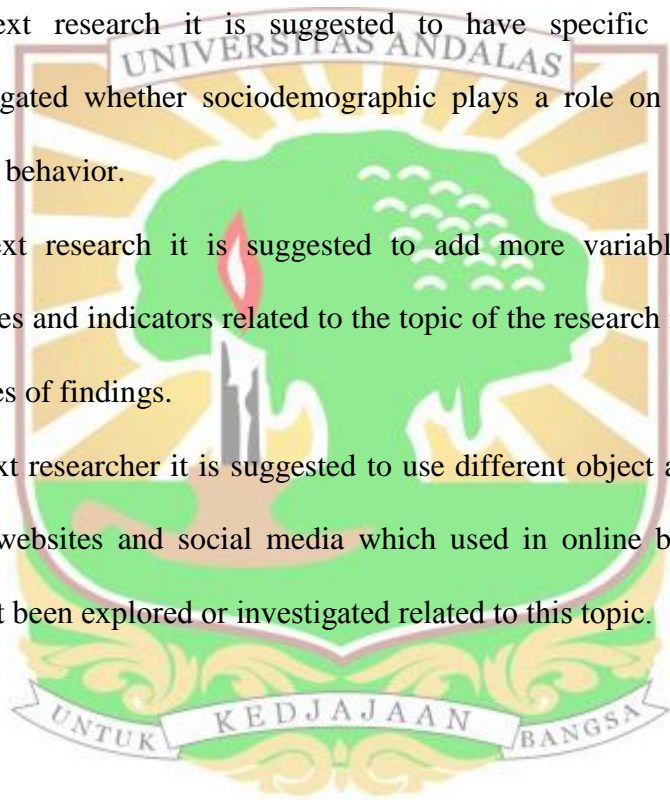 ext research it is suggested to have specific
UNIVERSITAS ANDALAS
gated whether sociodemographic plays a role on
behavior.
ext research it is suggested to add more variabl
es and indicators related to the topic of the research
es of findings.
xt researcher it is suggested to use different object a
websites and social media which used in online b
t been explored or investigated related to this topic.
UNTUK KEDJAJAAN BANGSA